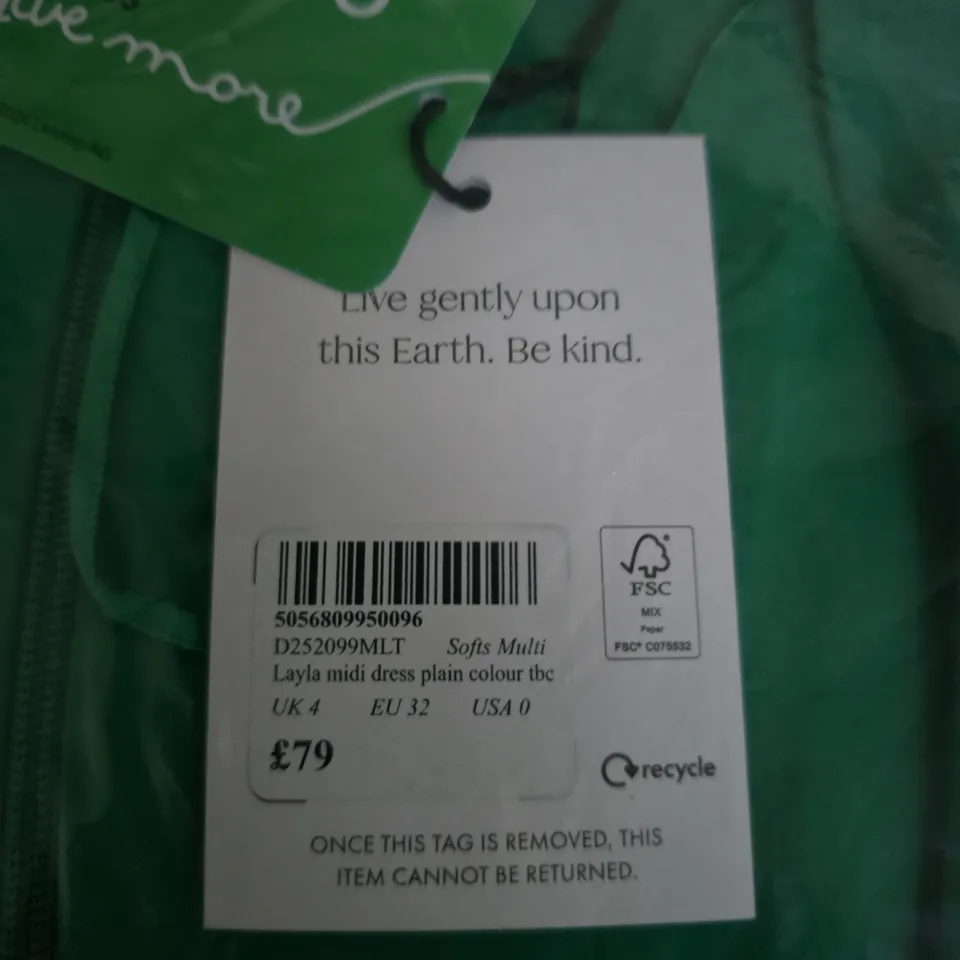 more
Live gently upon
this Earth. Be kind.
5056809950096
D252099MLT Softs Multi
Layla midi dress plain colour tbc
UK 4 EU 32 USA 0
£79
FSC
MIX
Paper
FSC® C075532
recycle
ONCE THIS TAG IS REMOVED, THIS
ITEM CANNOT BE RETURNED.